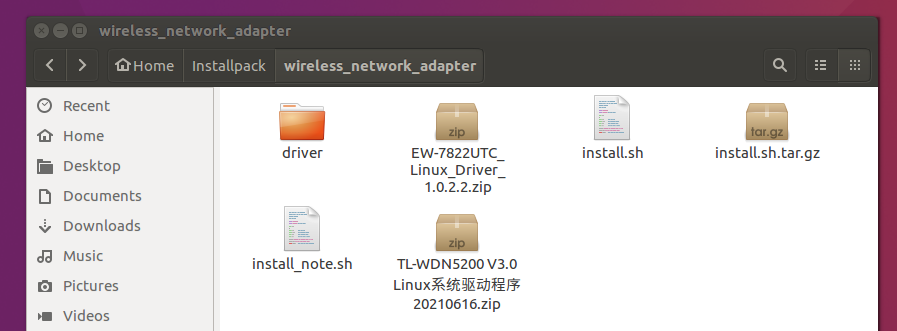 wireless_network_adapter
Home Installpack wireless_network_adapter
Recent
Home
Desktop
Documents
Downloads
Music
Pictures
Videos
driver
zip
EW-7822UTC_
Linux_Driver_
1.0.2.2.zip
install.sh
tar.gz
install.sh.tar.gz
install_note.sh
zip
TL-WDN5200 V3.0
Linux系统驱动程序
20210616.zip